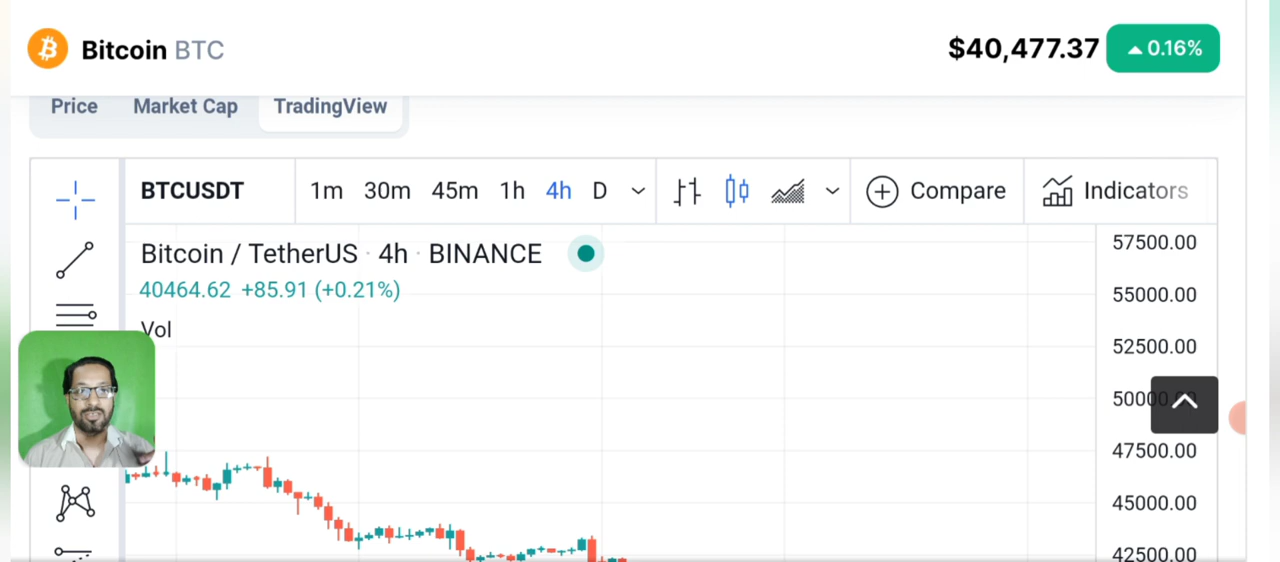 Bitcoin BTC
$40,477.37
0.16%
Price Market Cap TradingView
BTCUSDT 1m 30m 45m 1h 4h D Compare Indicators
Bitcoin / TetherUS · 4h · BINANCE
40464.62 +85.91 (+0.21%)
Vol
57500.00
55000.00
52500.00
47500.00
45000.00
42500.00